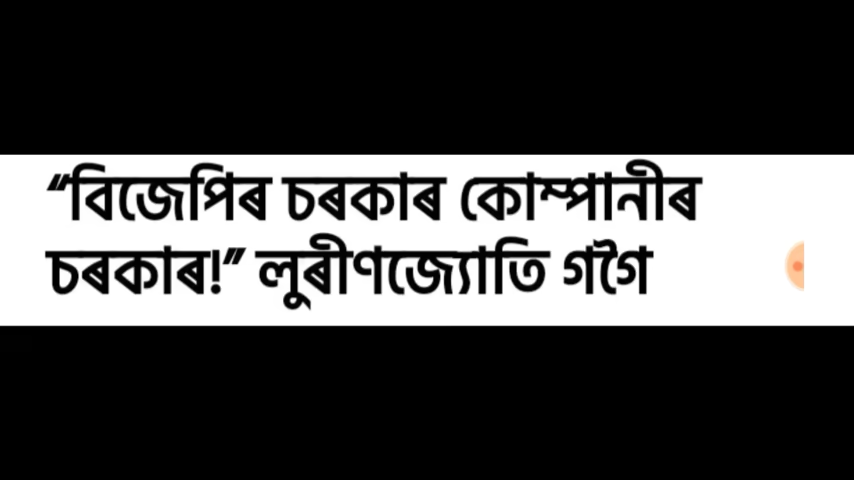 “বিজেপিৰ চৰকাৰ কোম্পানীৰ
চৰকাৰ!” লুৰীণজ্যোতি গগৈ